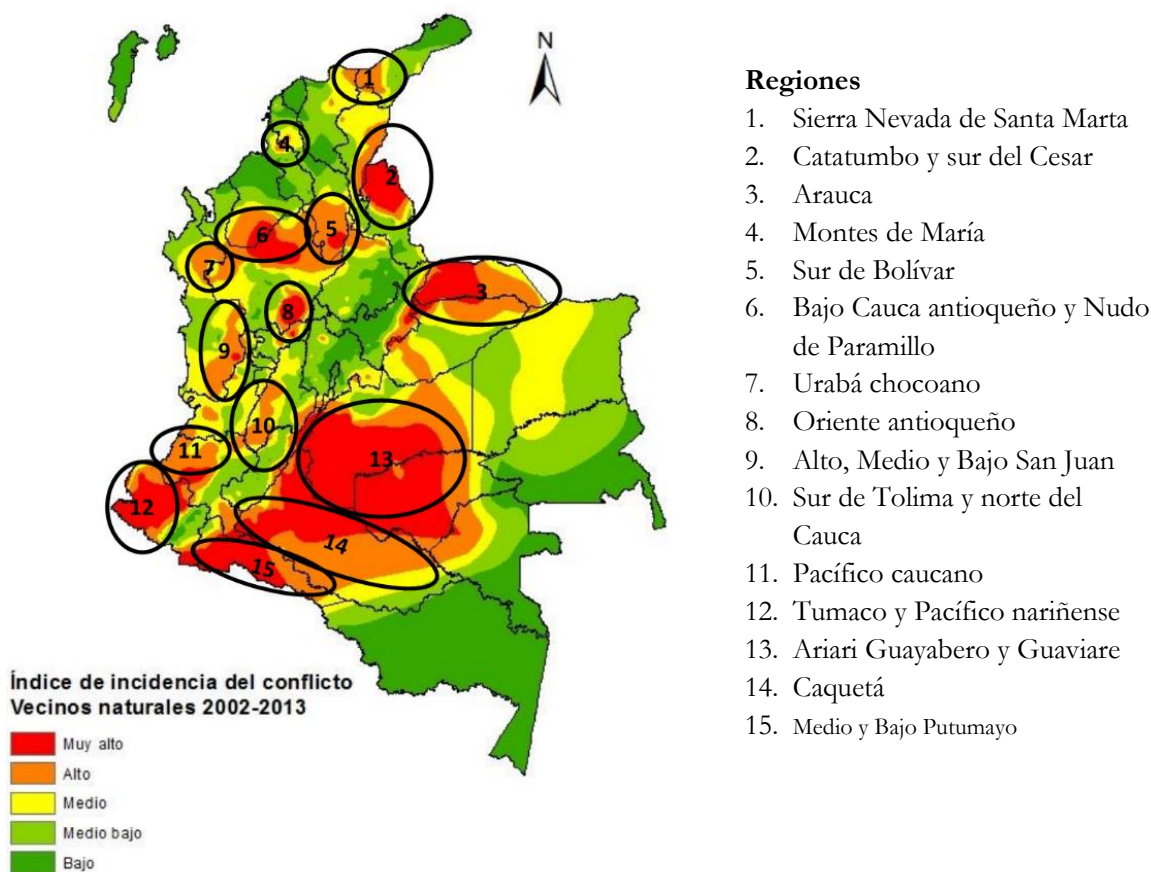 N
1
4
2
5
6
7
3
8
9
10
11
13
12
14
15
Índice de incidencia del conflicto
Vecinos naturales 2002-2013
Muy alto
Alto
Medio
Medio bajo
Bajo
Regiones
1. Sierra Nevada de Santa Marta
2. Catatumbo y sur del Cesar
3. Arauca
4. Montes de María
5. Sur de Bolívar
6. Bajo Cauca antioqueño y Nudo
de Paramillo
7. Urabá chocoano
8. Oriente antioqueño
9. Alto, Medio y Bajo San Juan
10. Sur de Tolima y norte del
Cauca
11. Pacífico caucano
12. Tumaco y Pacífico nariñense
13. Ariari Guayabero y Guaviare
14. Caquetá
15. Medio y Bajo Putumayo